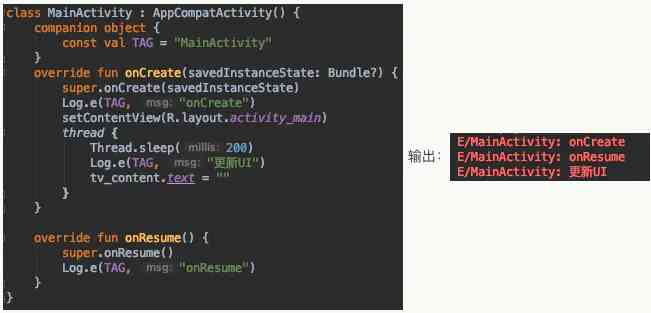 class MainActivity : AppCompatActivity() {
companion object {
const val TAG = "MainActivity"
}
override fun onCreate(savedInstanceState: Bundle?) {
super.onCreate(savedInstanceState)
Log.e(TAG, msg: "onCreate")
setContentView(R.layout.activity_main)
thread {
Thread.sleep( millis: 200)
Log.e(TAG, msg: "更新UI")
tv_content.text = ""
}
}
override fun onResume() {
super.onResume()
Log.e(TAG, msg: "onResume")
}
}
输出：
E/MainActivity: onCreate
E/MainActivity: onResume
E/MainActivity: 更新UI